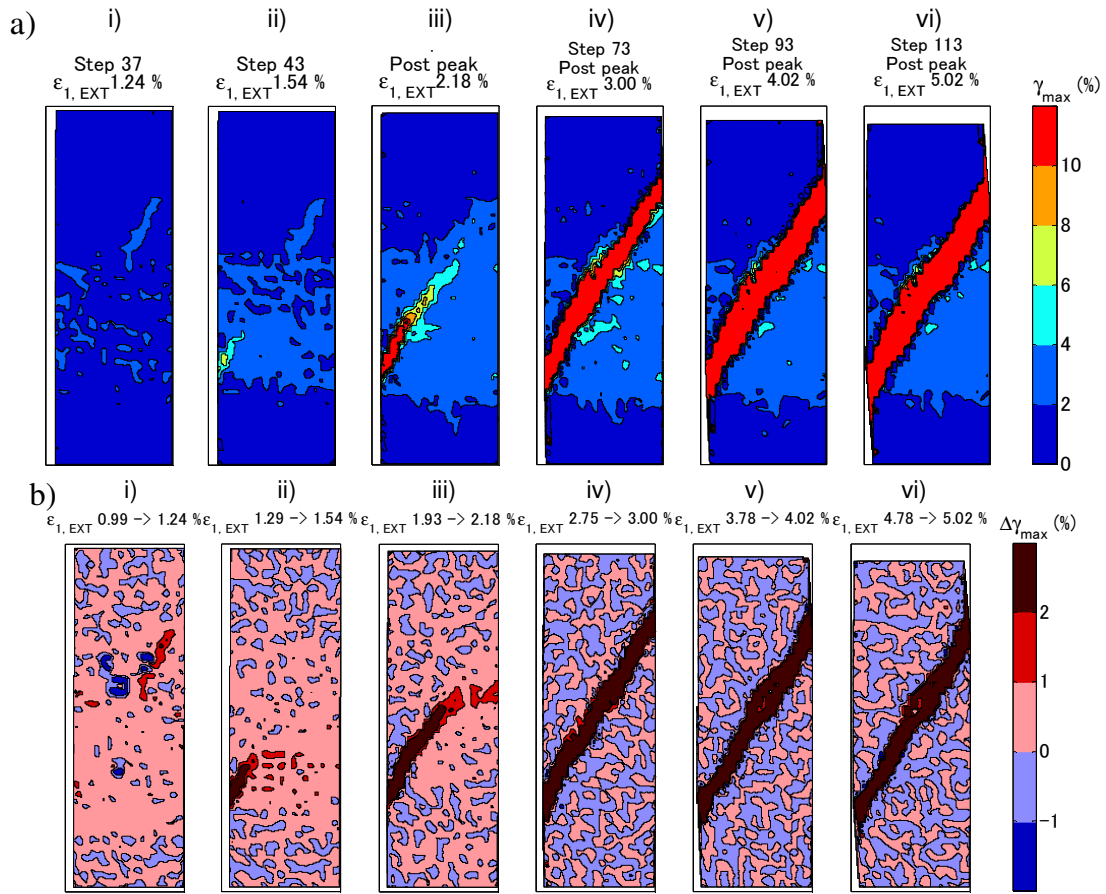 a)
i) ii) iii) iv) v) vi)
Step 37
ε1, EXT 1.24 %
Step 43
ε1, EXT 1.54 %
Post peak
ε1, EXT 2.18 %
Step 73
Post peak
ε1, EXT 3.00 %
Step 93
Post peak
ε1, EXT 4.02 %
Step 113
Post peak
ε1, EXT 5.02 %
γmax (%)
10
8
6
4
2
0
b)
i) ii) iii) iv) v) vi)
ε1, EXT 0.99 -> 1.24 %
ε1, EXT 1.29 -> 1.54 %
ε1, EXT 1.93 -> 2.18 %
ε1, EXT 2.75 -> 3.00 %
ε1, EXT 3.78 -> 4.02 %
ε1, EXT 4.78 -> 5.02 %
Δγmax (%)
2
1
0
-1